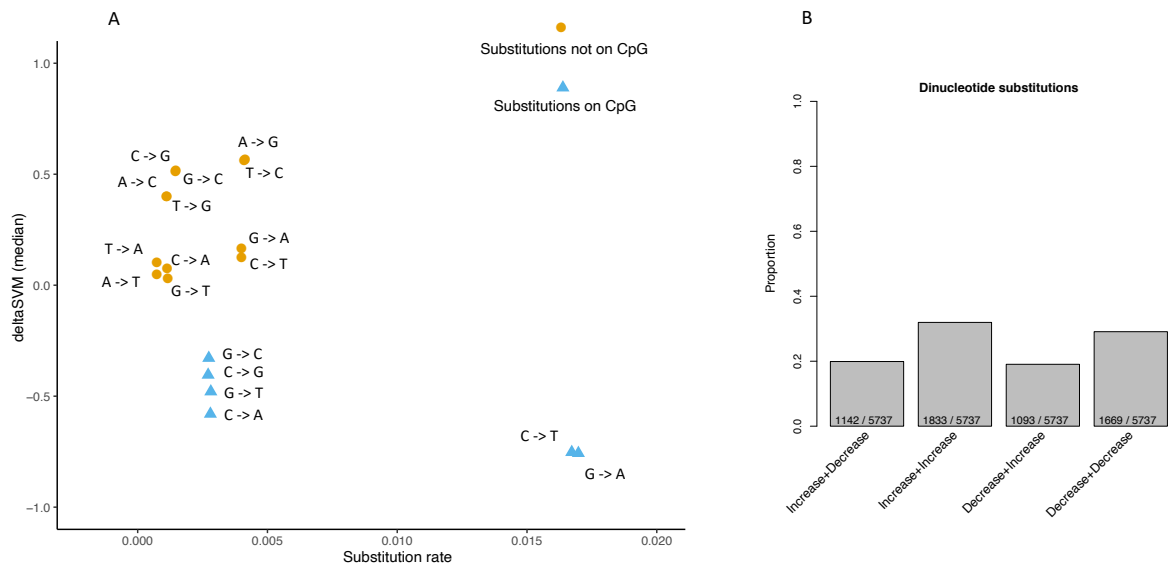 A
Substitutions not on CpG
Substitutions on CpG
1.0
0.5
0.0
−0.5
−1.0
deltaSVM (median)
A -> G
C -> G
G -> C
T -> C
A -> C
T -> G
G -> A
T -> A
C -> A
C -> T
A -> T
G -> T
G -> C
C -> G
G -> T
C -> A
C -> T
G -> A
0.000
0.005
0.010
0.015
0.020
Substitution rate
B
Dinucleotide substitutions
1.0
0.8
0.6
0.4
0.2
0.0
Proportion
1142 / 5737
1833 / 5737
1093 / 5737
1669 / 5737
Increase+Decrease
Increase+Increase
Decrease+Increase
Decrease+Decrease